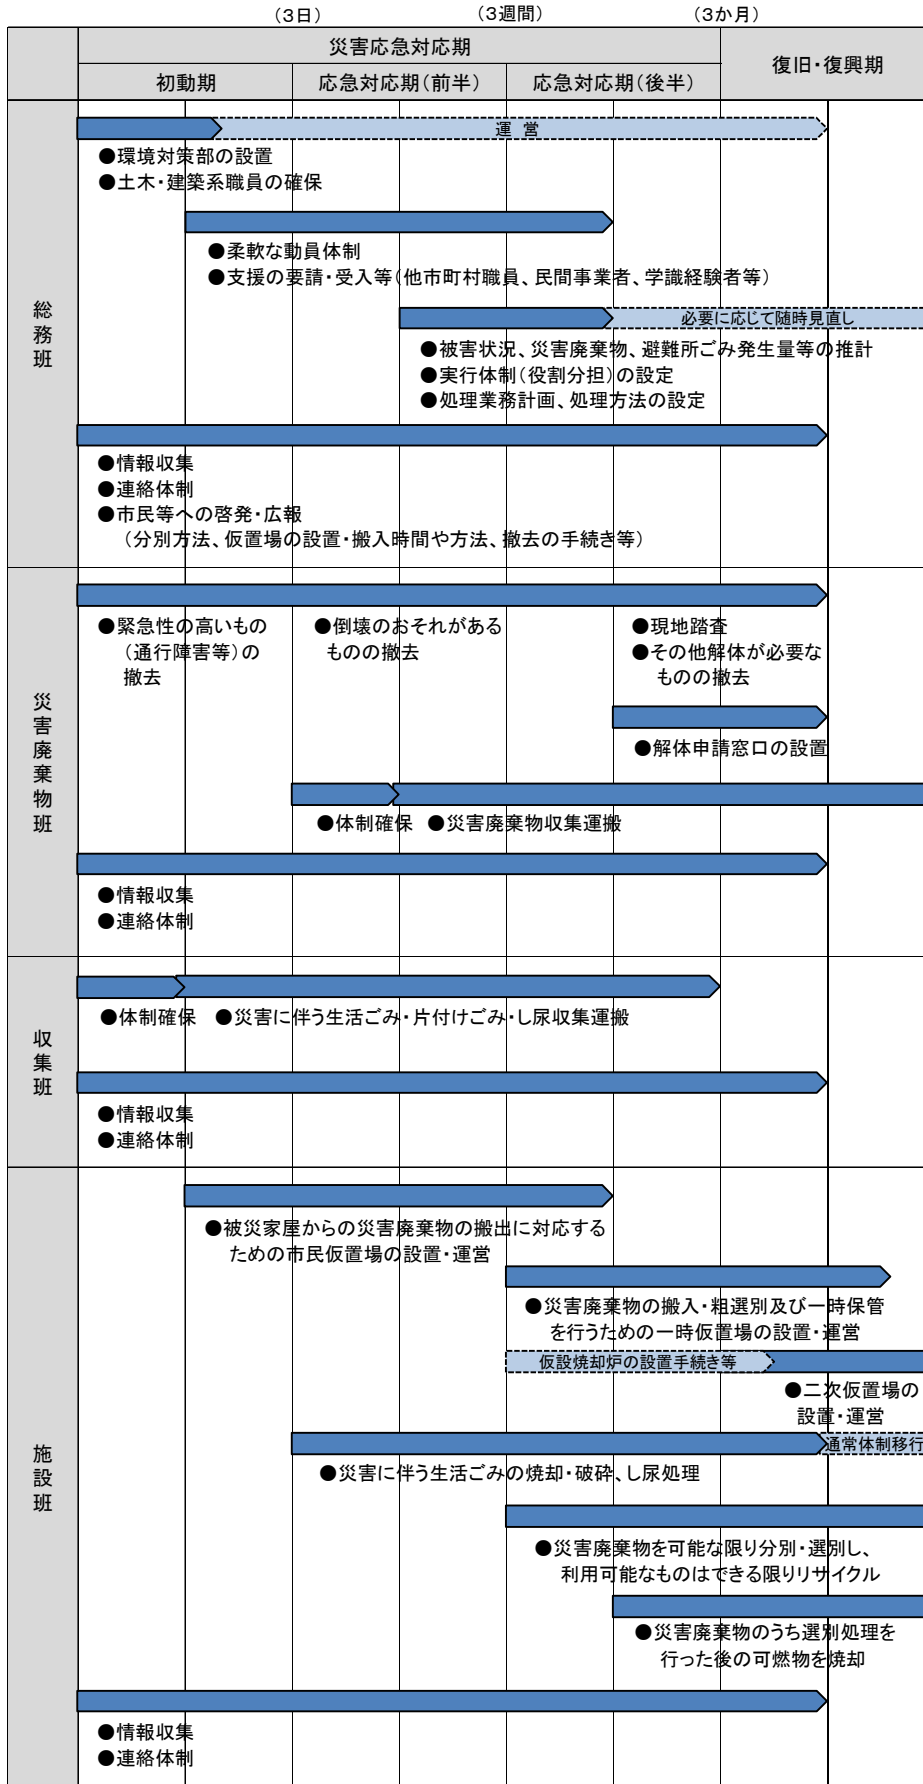 (3日)
(3週間)
(3か月)
災害応急対応期
復旧・復興期
初動期
応急対応期(前半)
応急対応期(後半)
総務班
運 営
●環境対策部の設置
●土木・建築系職員の確保
●柔軟な動員体制
●支援の要請・受入等(他市町村職員、民間事業者、学識経験者等)
必要に応じて随時見直し
●被害状況、災害廃棄物、避難所ごみ発生量等の推計
●実行体制(役割分担)の設定
●処理業務計画、処理方法の設定
●情報収集
●連絡体制
●市民等への啓発・広報
(分別方法、仮置場の設置・搬入時間や方法、撤去の手続き等)
災害廃棄物班
●緊急性の高いもの
(通行障害等)の
撤去
●倒壊のおそれがある
ものの撤去
●現地踏査
●その他解体が必要な
ものの撤去
●解体申請窓口の設置
●体制確保
●災害廃棄物収集運搬
●情報収集
●連絡体制
収集班
●体制確保
●災害に伴う生活ごみ・片付けごみ・し尿収集運搬
●情報収集
●連絡体制
施設班
●被災家屋からの災害廃棄物の搬出に対応する
ための市民仮置場の設置・運営
●災害廃棄物の搬入・粗選別及び一時保管
を行うための一時仮置場の設置・運営
仮設焼却炉の設置手続き等
●二次仮置場の
設置・運営
通常体制移行
●災害に伴う生活ごみの焼却・破砕、し尿処理
●災害廃棄物を可能な限り分別・選別し、
利用可能なものはできる限りリサイクル
●災害廃棄物のうち選別処理を
行った後の可燃物を焼却
●情報収集
●連絡体制